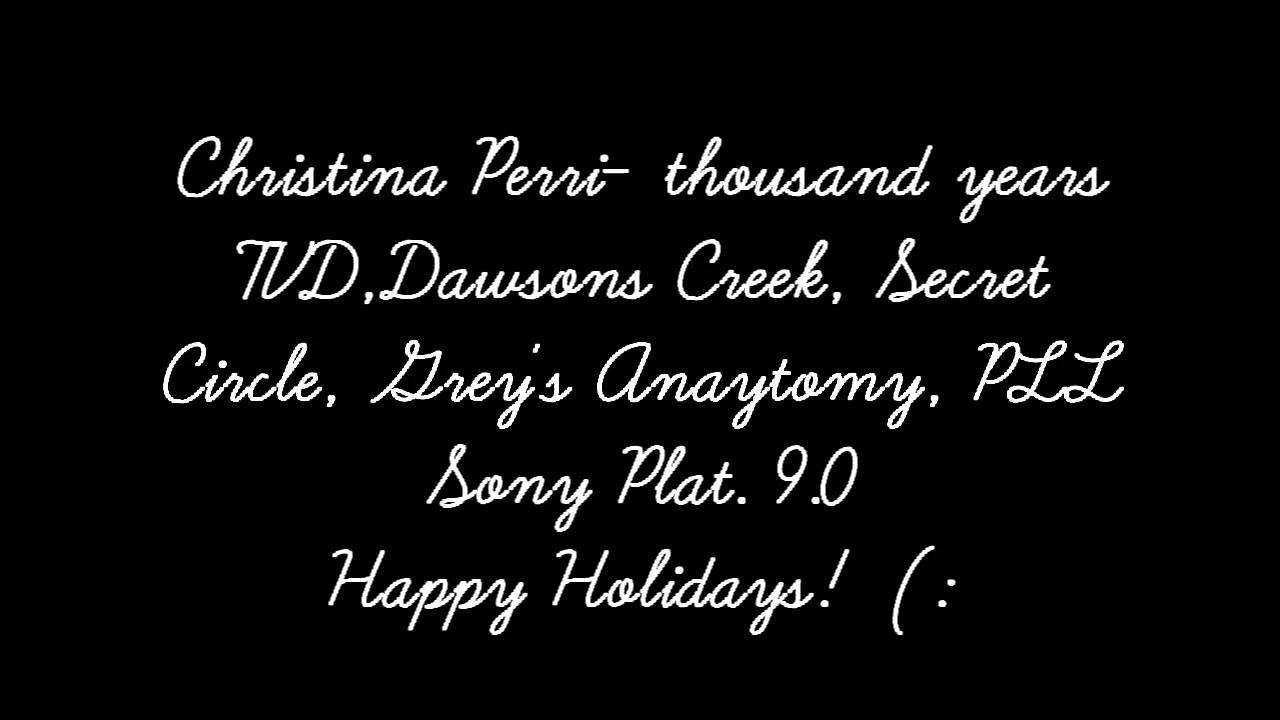 Christina Perri- thousand years
TVD,Dawsons Creek, Secret
Circle, Grey's Anaytomy, PLL
Sony Plat. 9.0
Happy Holidays! (: